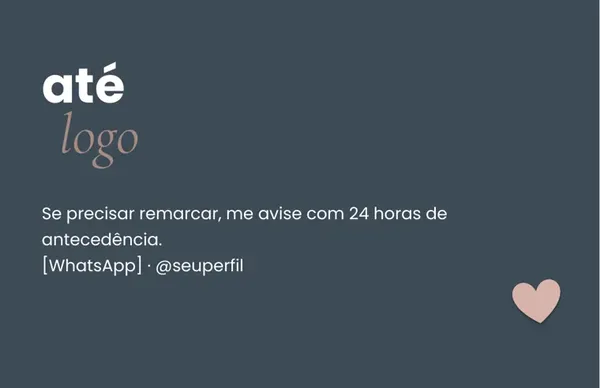 até
logo
Se precisar remarcar, me avise com 24 horas de
antecedência.
[WhatsApp] · @seuperfil